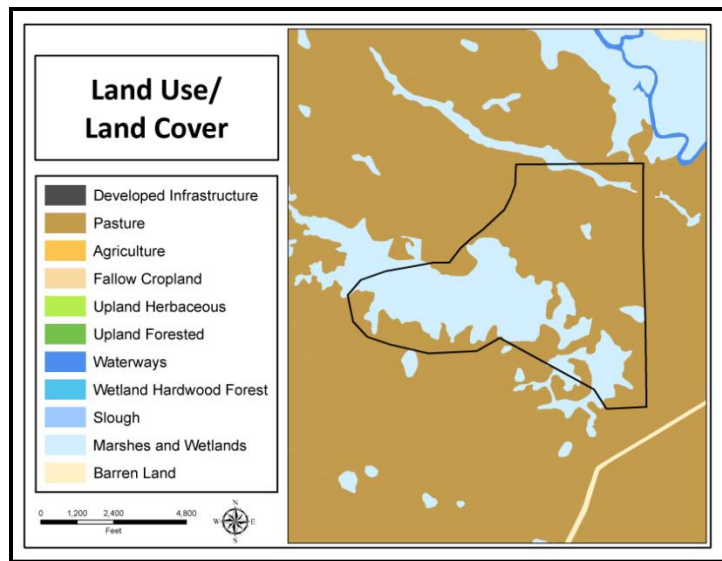 Land Use/
Land Cover
Developed Infrastructure
Pasture
Agriculture
Fallow Cropland
Upland Herbaceous
Upland Forested
Waterways
Wetland Hardwood Forest
Slough
Marshes and Wetlands
Barren Land
0 1,200 2,400 4,800
Feet
N
W E
S